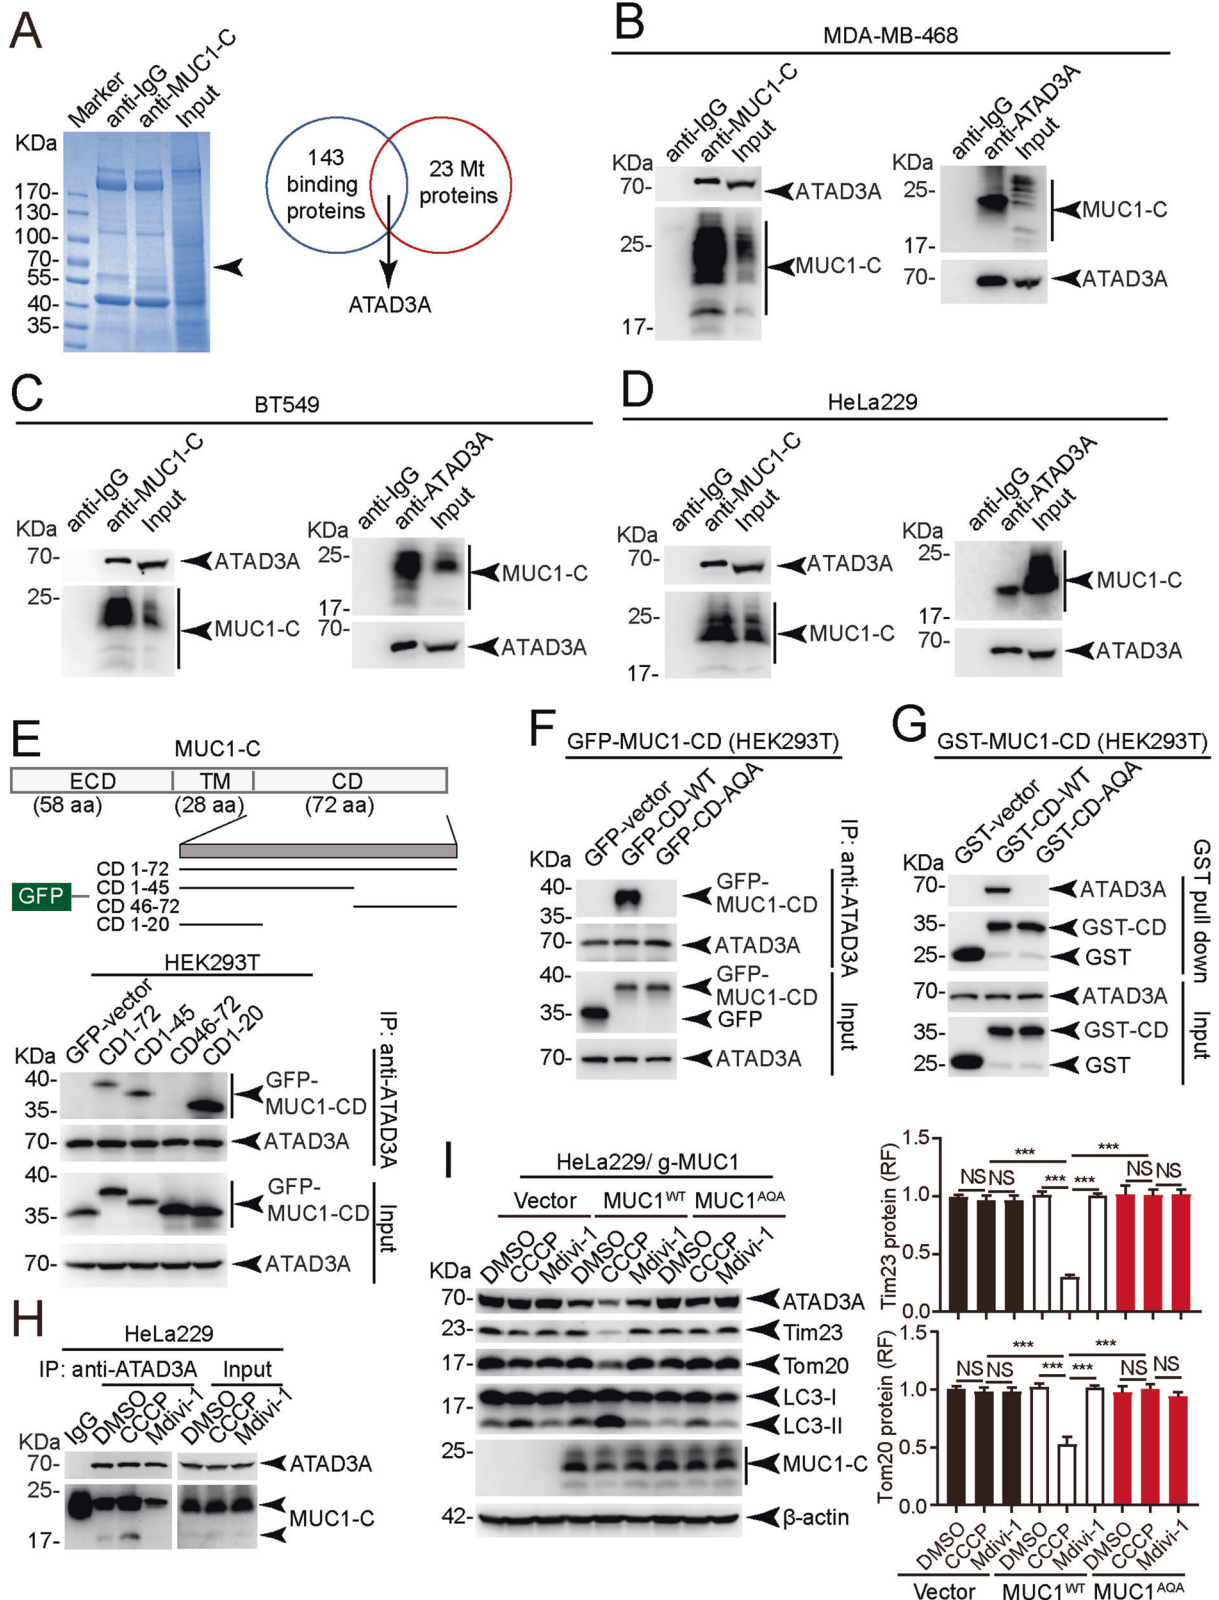 A
Marker
anti-IgG
anti-MUC1-C
Input
KDa
170-
130-
100-
70-
55-
40-
35-
143
binding
proteins
23 Mt
proteins
ATAD3A
B
MDA-MB-468
anti-IgG
anti-MUC1-C
Input
KDa
70-
ATAD3A
25-
MUC1-C
17-
anti-IgG
anti-ATAD3A
Input
KDa
25-
MUC1-C
17-
70-
ATAD3A
C
BT549
anti-IgG
anti-MUC1-C
Input
KDa
70-
ATAD3A
25-
MUC1-C
anti-IgG
anti-ATAD3A
Input
KDa
25-
MUC1-C
17-
70-
ATAD3A
D
HeLa229
anti-IgG
anti-MUC1-C
Input
KDa
70-
ATAD3A
25-
MUC1-C
17-
anti-IgG
anti-ATAD3A
Input
KDa
25-
MUC1-C
17-
70-
ATAD3A
E
MUC1-C
ECD
TM
CD
(58 aa)
(28 aa)
(72 aa)
GFP
CD 1-72
CD 1-45
CD 46-72
CD 1-20
HEK293T
GFP-vector
CD1-72
CD1-45
CD46-72
CD1-20
KDa
40-
GFP-
MUC1-CD
35-
70-
ATAD3A
IP: anti-ATAD3A
40-
GFP-
MUC1-CD
35-
70-
ATAD3A
Input
F
GFP-MUC1-CD (HEK293T)
GFP-vector
GFP-CD-WT
GFP-CD-AQA
KDa
40-
GFP-
MUC1-CD
35-
70-
ATAD3A
IP: anti-ATAD3A
40-
GFP-
MUC1-CD
35-
GFP
70-
ATAD3A
Input
G
GST-MUC1-CD (HEK293T)
GST-vector
GST-CD-WT
GST-CD-AQA
KDa
70-
ATAD3A
35-
GST-CD
25-
GST
GST pull down
70-
ATAD3A
35-
GST-CD
25-
GST
Input
H
HeLa229
IP: anti-ATAD3A
Input
IgG
DMSO
CCCP
Mdivi-1
DMSO
CCCP
Mdivi-1
KDa
70-
ATAD3A
25-
MUC1-C
17-
I
HeLa229/ g-MUC1
Vector
MUC1WT
MUC1AQA
DMSO
CCCP
Mdivi-1
DMSO
CCCP
Mdivi-1
DMSO
CCCP
Mdivi-1
KDa
70-
ATAD3A
23-
Tim23
17-
Tom20
LC3-I
17-
LC3-II
25-
MUC1-C
42-
β-actin
Tim23 protein (RF)
1.5
1.0
0.5
0.0
***
***
NS
NS
***
***
NS
NS
Tom20 protein (RF)
1.5
1.0
0.5
0.0
***
***
NS
NS
***
***
NS
NS
DMSO
CCCP
Mdivi-1
DMSO
CCCP
Mdivi-1
DMSO
CCCP
Mdivi-1
Vector
MUC1WT
MUC1AQA